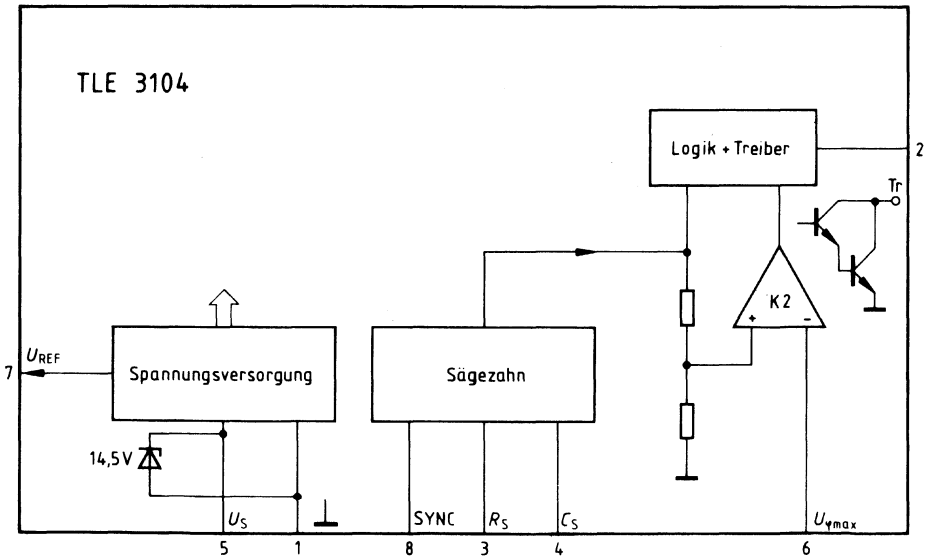 TLE 3104
Logik + Treiber
2
Tr
K2
+ −
U_REF
7
Spannungsversorgung
Sägezahn
14,5V
U_S
SYNC
R_S
C_S
U_φmax
5
1
8
3
4
6